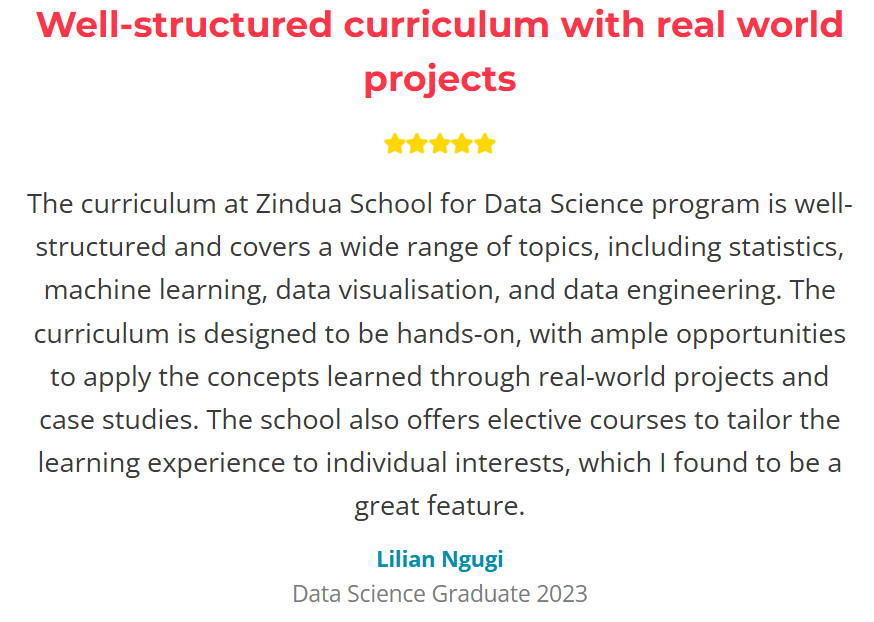 Well-structured curriculum with real world
projects
The curriculum at Zindua School for Data Science program is well-
structured and covers a wide range of topics, including statistics,
machine learning, data visualisation, and data engineering. The
curriculum is designed to be hands-on, with ample opportunities
to apply the concepts learned through real-world projects and
case studies. The school also offers elective courses to tailor the
learning experience to individual interests, which I found to be a
great feature.
Lilian Ngugi
Data Science Graduate 2023